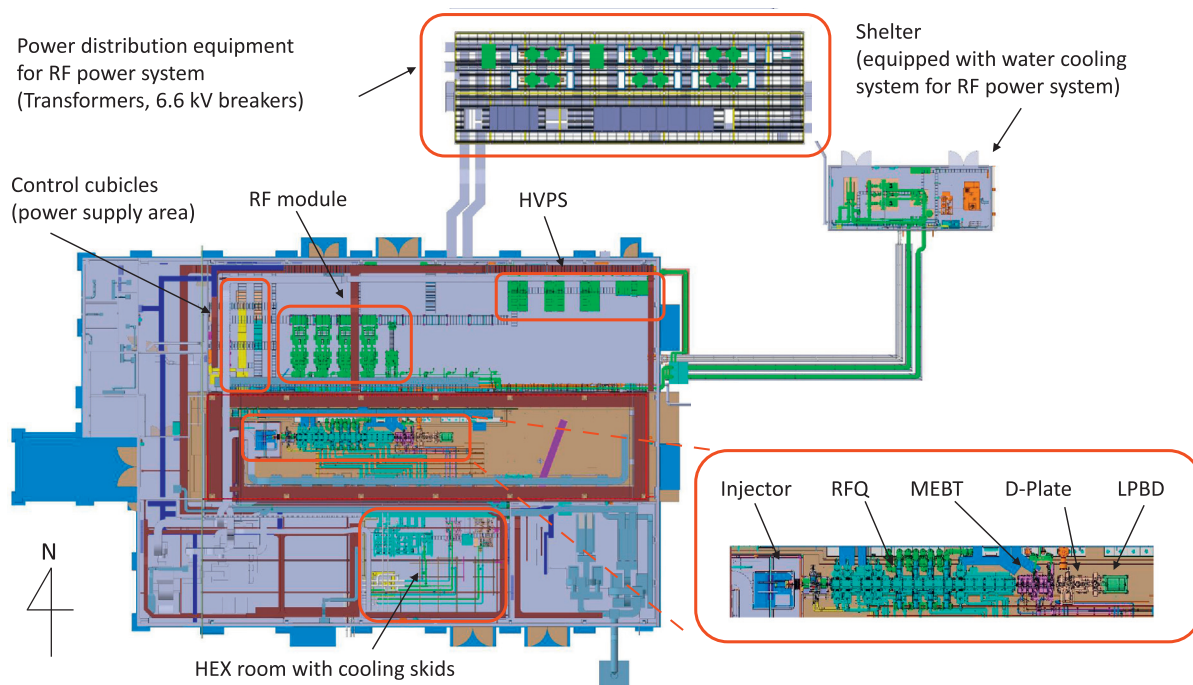 Power distribution equipment
for RF power system
(Transformers, 6.6 kV breakers)
Shelter
(equipped with water cooling
system for RF power system)
Control cubicles
(power supply area)
RF module
HVPS
Injector
RFQ
MEBT
D-Plate
LPBD
N
HEX room with cooling skids